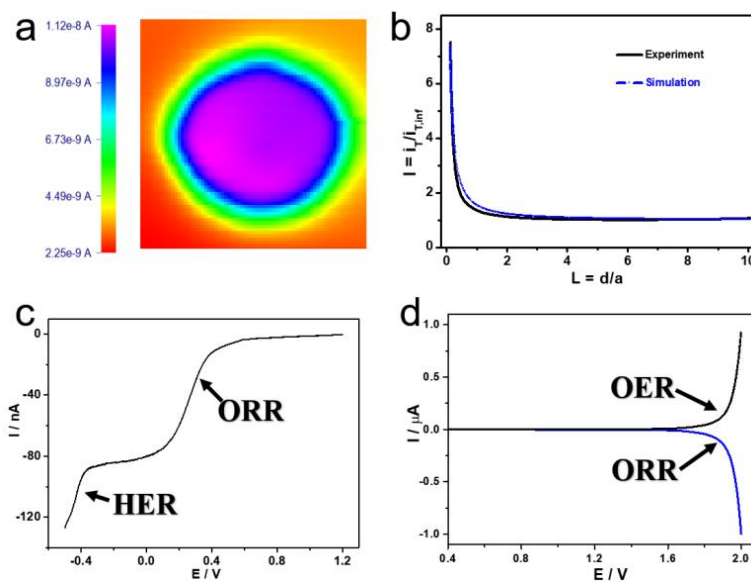 a
1.12e-8 A
8.97e-9 A
6.73e-9 A
4.49e-9 A
2.25e-9 A
b
I = i_T/i_T,inf
8
6
4
2
0
Experiment
Simulation
0 2 4 6 8 10
L = d/a
c
I / nA
0
-40
-80
-120
ORR
HER
-0.4 0.0 0.4 0.8 1.2
E / V
d
I / μA
1.0
0.5
0.0
-0.5
-1.0
OER
ORR
0.4 0.8 1.2 1.6 2.0
E / V